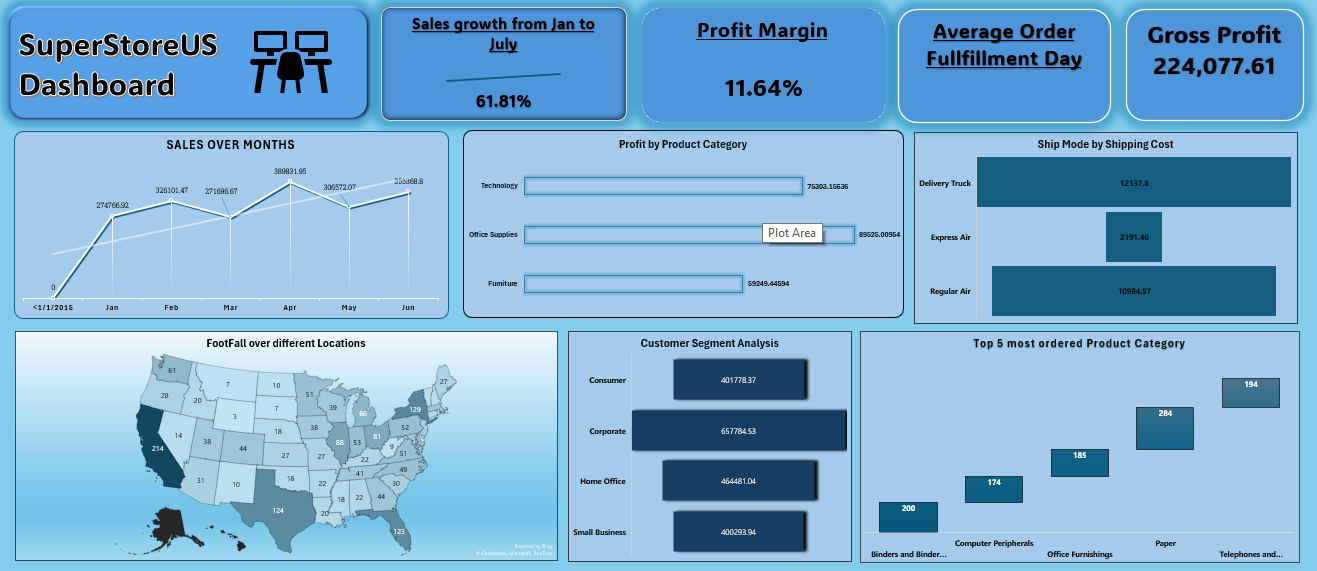 SuperStoreUS
Dashboard
Sales growth from Jan to
July
61.81%
Profit Margin
11.64%
Average Order
Fullfillment Day
Gross Profit
224,077.61
SALES OVER MONTHS
389831.95
326101.47
271696.67
306572.07
355368.8
274766.92
0
<1/1/2015
Jan
Feb
Mar
Apr
May
Jun
Profit by Product Category
Technology
75303.15636
Office Supplies
89525.00954
Plot Area
Furniture
59249.44594
Ship Mode by Shipping Cost
Delivery Truck
12137.8
Express Air
2191.46
Regular Air
10984.57
FootFall over different Locations
61
7
10
51
27
28
20
39
66
129
3
7
18
38
52
81
14
38
44
27
27
88
53
9
51
214
22
41
49
31
10
18
22
30
124
18
22
44
20
123
Powered by Bing
© GeoNames, Microsoft, TomTom
Customer Segment Analysis
Consumer
401778.37
Corporate
657784.53
Home Office
464481.04
Small Business
400293.94
Top 5 most ordered Product Category
194
284
185
174
200
Computer Peripherals
Paper
Binders and Binder...
Office Furnishings
Telephones and...